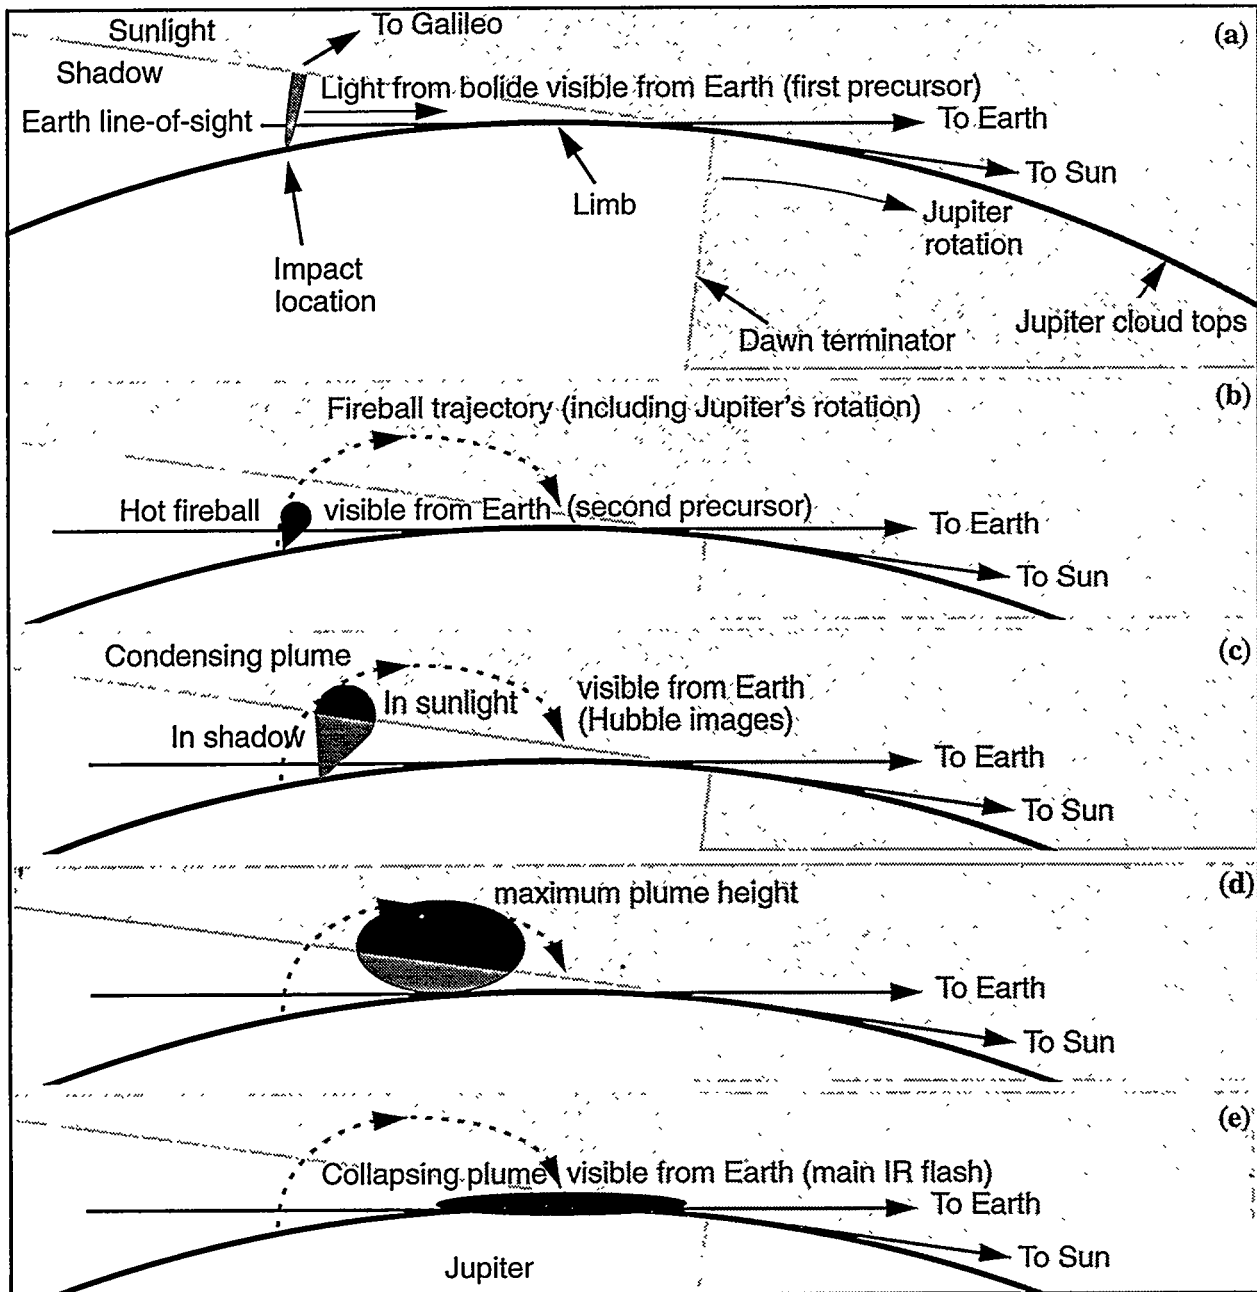 (a)
Sunlight
To Galileo
Shadow
Light from bolide visible from Earth (first precursor)
Earth line-of-sight
To Earth
To Sun
Limb
Jupiter
rotation
Impact
location
Jupiter cloud tops
Dawn terminator
(b)
Fireball trajectory (including Jupiter's rotation)
Hot fireball
visible from Earth (second precursor)
To Earth
To Sun
(c)
Condensing plume
In sunlight
visible from Earth
(Hubble images)
In shadow
To Earth
To Sun
(d)
maximum plume height
To Earth
To Sun
(e)
Collapsing plume visible from Earth (main IR flash)
To Earth
To Sun
Jupiter